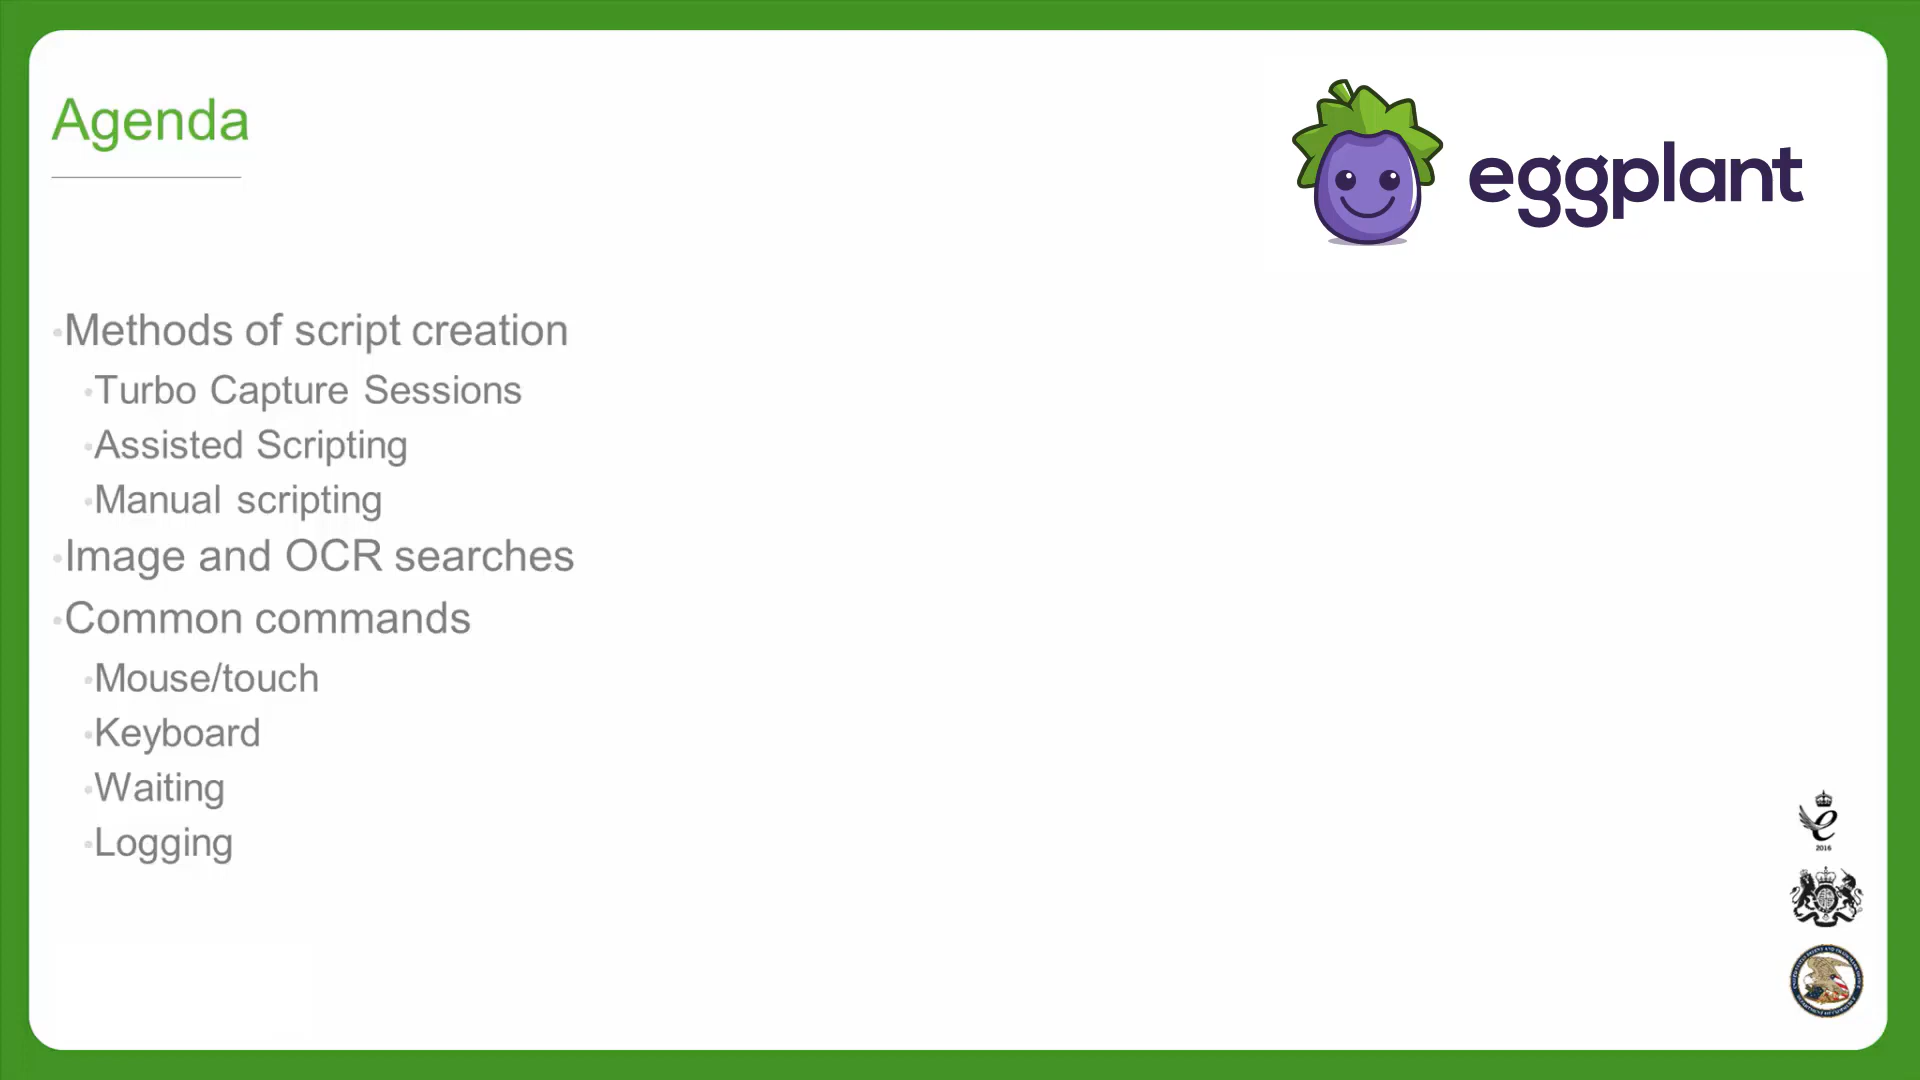 Agenda
eggplant
•Methods of script creation
•Turbo Capture Sessions
•Assisted Scripting
•Manual scripting
•Image and OCR searches
•Common commands
•Mouse/touch
•Keyboard
•Waiting
•Logging
e
2016